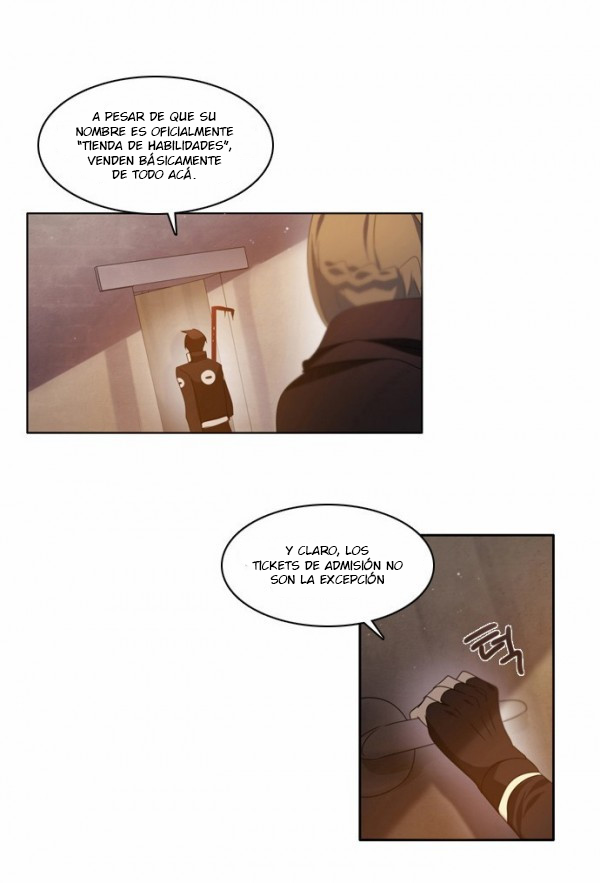 A PESAR DE QUE SU
NOMBRE ES OFICIALMENTE
"TIENDA DE HABILIDADES",
VENDEN BÁSICAMENTE
DE TODO ACÁ.
Y CLARO, LOS
TICKETS DE ADMISIÓN NO
SON LA EXCEPCIÓN